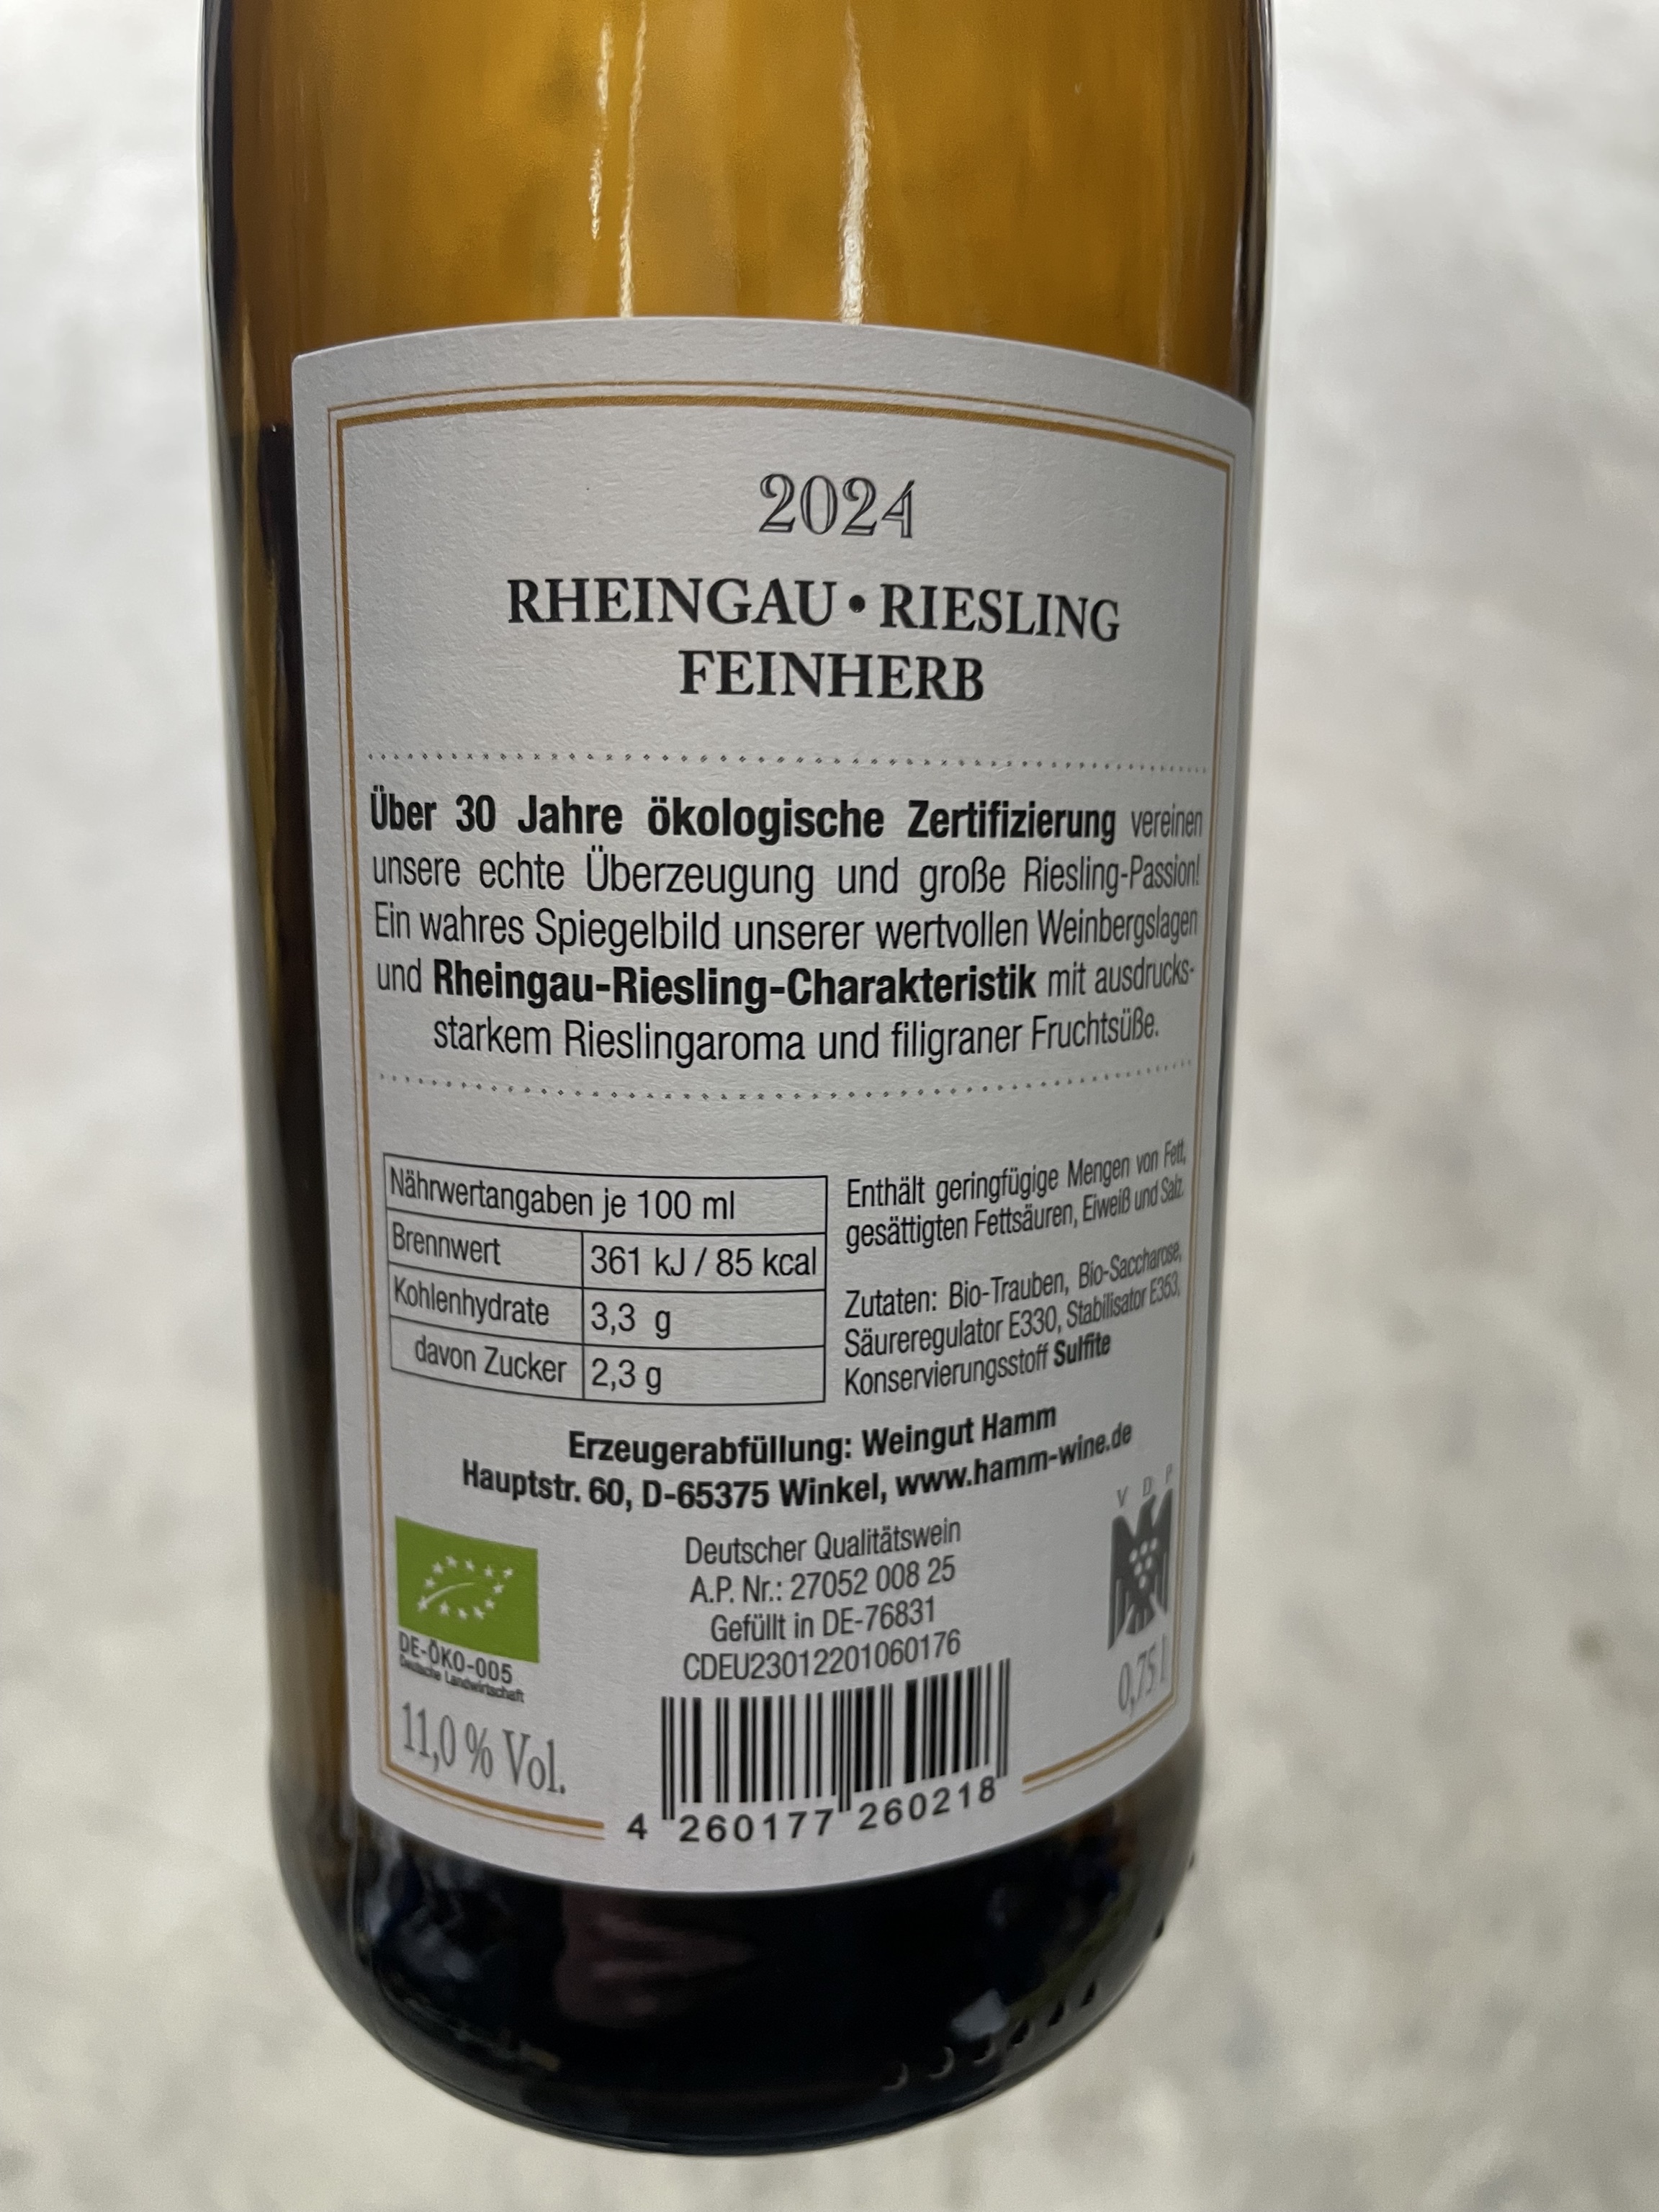 2024
RHEINGAU • RIESLING
FEINHERB
Über 30 Jahre ökologische Zertifizierung vereinen
unsere echte Überzeugung und große Riesling-Passion!
Ein wahres Spiegelbild unserer wertvollen Weinbergslagen
und Rheingau-Riesling-Charakteristik mit ausdrucks-
starkem Rieslingaroma und filigraner Fruchtsüße.
Nährwertangaben je 100 ml
Brennwert 361 kJ / 85 kcal
Kohlenhydrate 3,3 g
davon Zucker 2,3 g
Enthält geringfügige Mengen von Fett,
gesättigten Fettsäuren, Eiweiß und Salz.
Zutaten: Bio-Trauben, Bio-Saccharose,
Säureregulator E330, Stabilisator E353,
Konservierungsstoff Sulfite
Erzeugerabfüllung: Weingut Hamm
Hauptstr. 60, D-65375 Winkel, www.hamm-wine.de
Deutscher Qualitätswein
A.P. Nr.: 27052 008 25
Gefüllt in DE-76831
CDEU23012201060176
DE-ÖKO-005
Deutsche Landwirtschaft
11,0 % Vol.
V D P
0,75 l
4 260177 260218